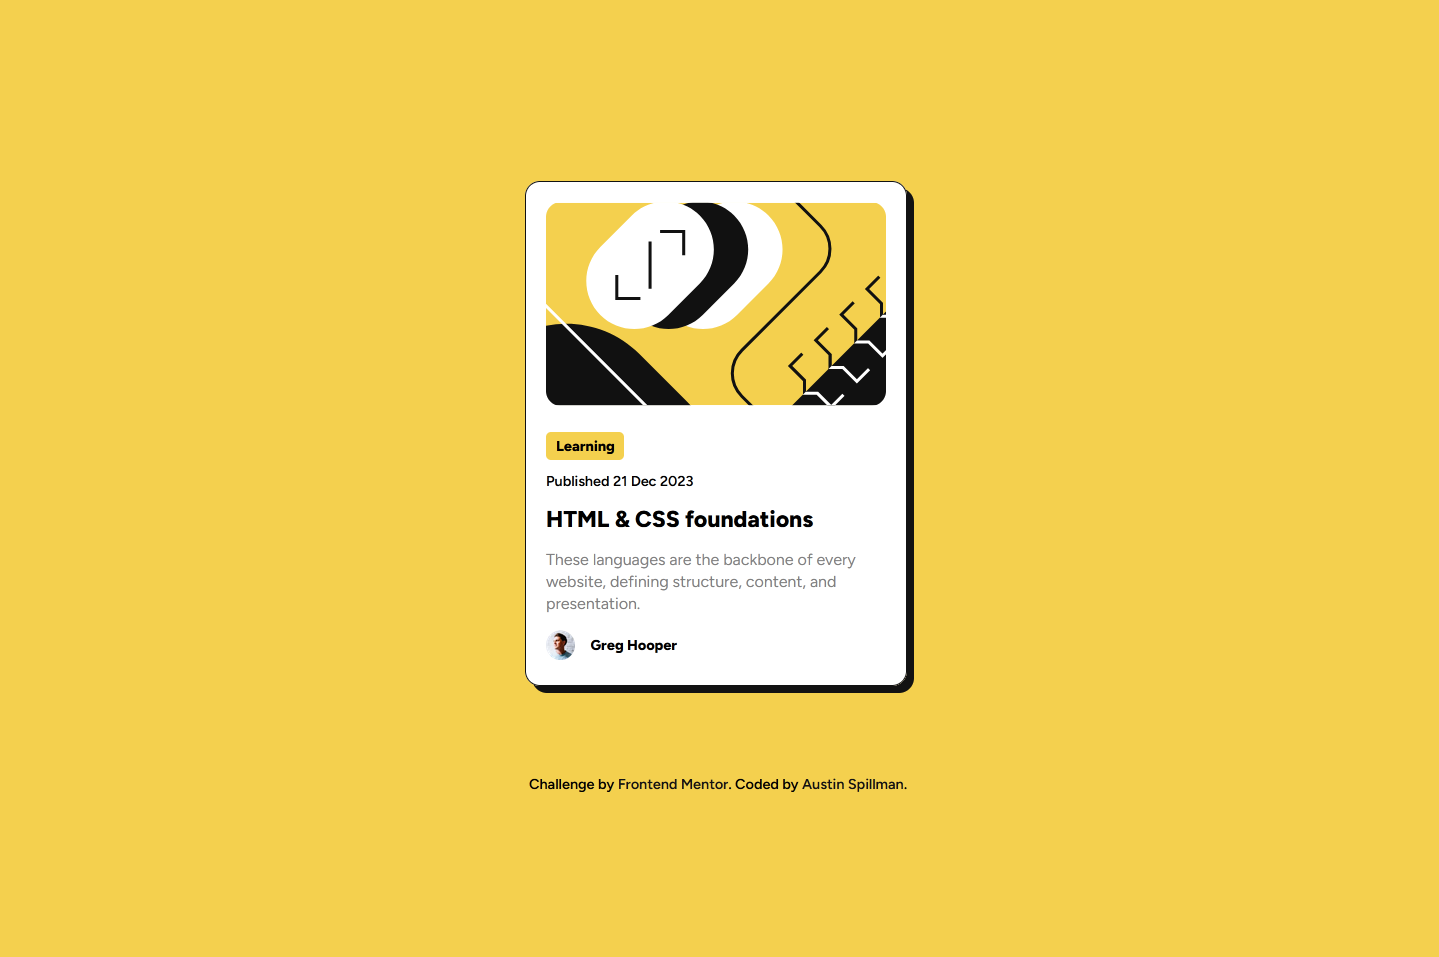 Learning
Published 21 Dec 2023
HTML & CSS foundations
These languages are the backbone of every
website, defining structure, content, and
presentation.
Greg Hooper
Challenge by Frontend Mentor. Coded by Austin Spillman.